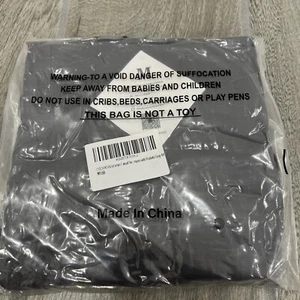 M
WARNING-TO A VOID DANGER OF SUFFOCATION
KEEP AWAY FROM BABIES AND CHILDREN
DO NOT USE IN CRIBS,BEDS,CARRIAGES OR PLAY PENS
THIS BAG IS NOT A TOY
Made In China